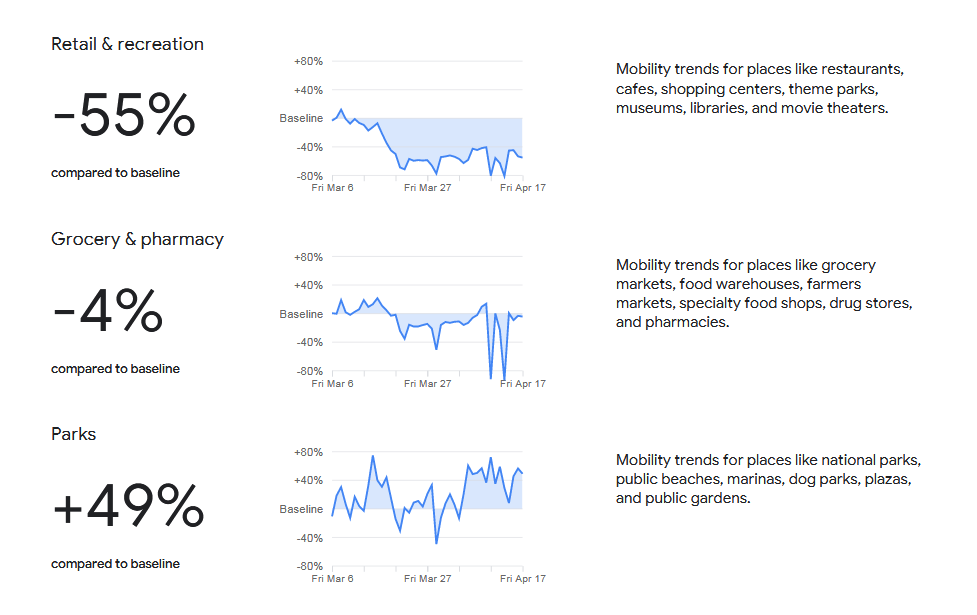 Retail & recreation
-55%
compared to baseline
+80%
+40%
Baseline
-40%
-80%
Fri Mar 6 Fri Mar 27 Fri Apr 17
Mobility trends for places like restaurants,
cafes, shopping centers, theme parks,
museums, libraries, and movie theaters.
Grocery & pharmacy
-4%
compared to baseline
+80%
+40%
Baseline
-40%
-80%
Fri Mar 6 Fri Mar 27 Fri Apr 17
Mobility trends for places like grocery
markets, food warehouses, farmers
markets, specialty food shops, drug stores,
and pharmacies.
Parks
+49%
compared to baseline
+80%
+40%
Baseline
-40%
-80%
Fri Mar 6 Fri Mar 27 Fri Apr 17
Mobility trends for places like national parks,
public beaches, marinas, dog parks, plazas,
and public gardens.